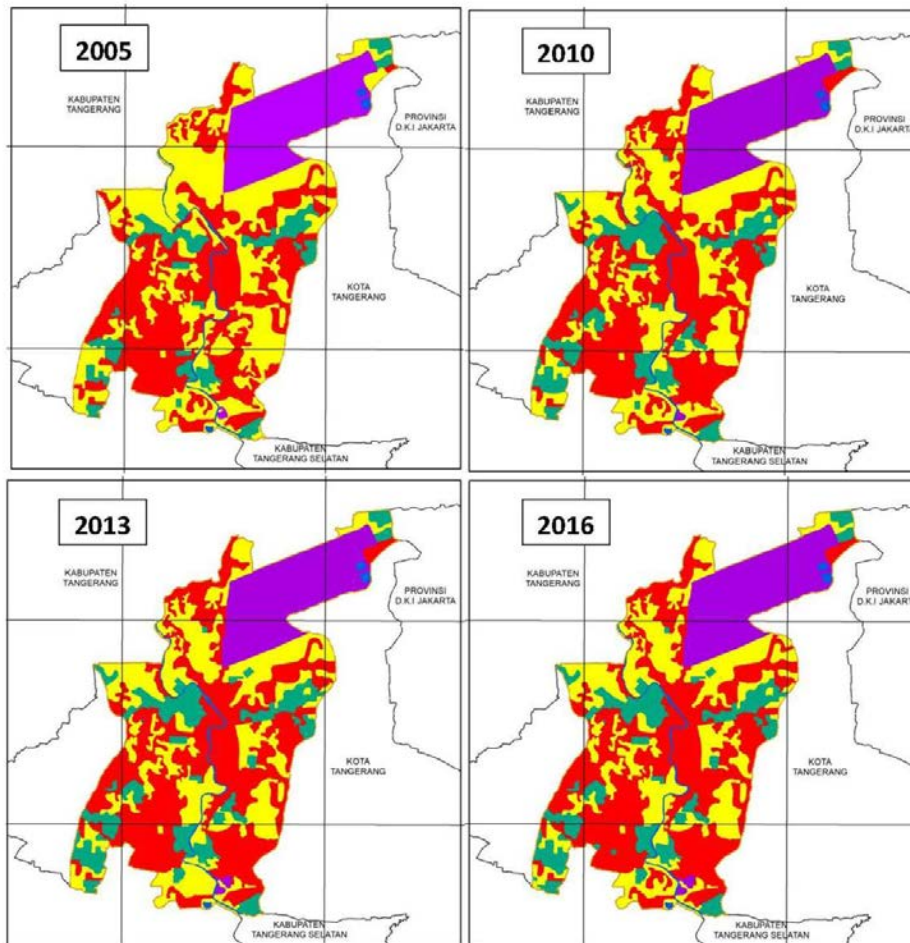 2005
KABUPATEN
TANGERANG
PROVINSI
D.K.I JAKARTA
KOTA
TANGERANG
KABUPATEN
TANGERANG SELATAN
2010
KABUPATEN
TANGERANG
PROVINSI
D.K.I JAKARTA
KOTA
TANGERANG
KABUPATEN
TANGERANG SELATAN
2013
KABUPATEN
TANGERANG
PROVINSI
D.K.I JAKARTA
KOTA
TANGERANG
KABUPATEN
TANGERANG SELATAN
2016
KABUPATEN
TANGERANG
PROVINSI
D.K.I JAKARTA
KOTA
TANGERANG
KABUPATEN
TANGERANG SELATAN